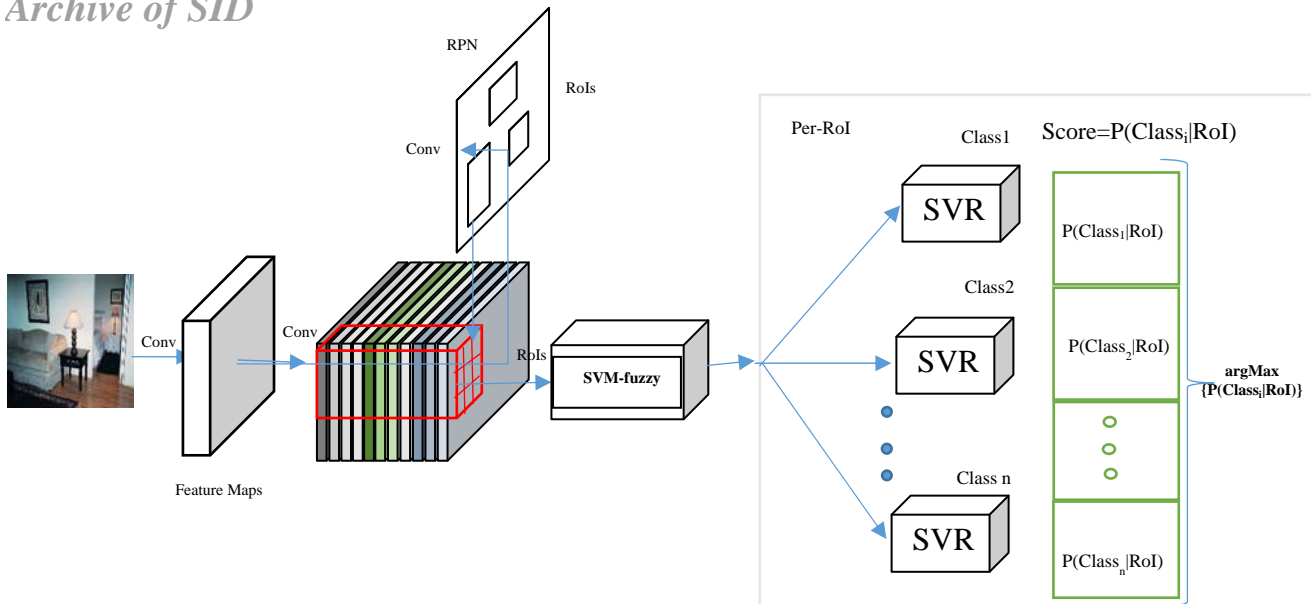 Archive of SID
RPN
RoIs
Conv
Conv
Conv
Feature Maps
RoIs
SVM-fuzzy
Per-RoI
Class1
SVR
Class2
SVR
Class n
SVR
Score=P(Classᵢ|RoI)
P(Class₁|RoI)
P(Class₂|RoI)
P(Classₙ|RoI)
argMax
{P(Classᵢ|RoI)}